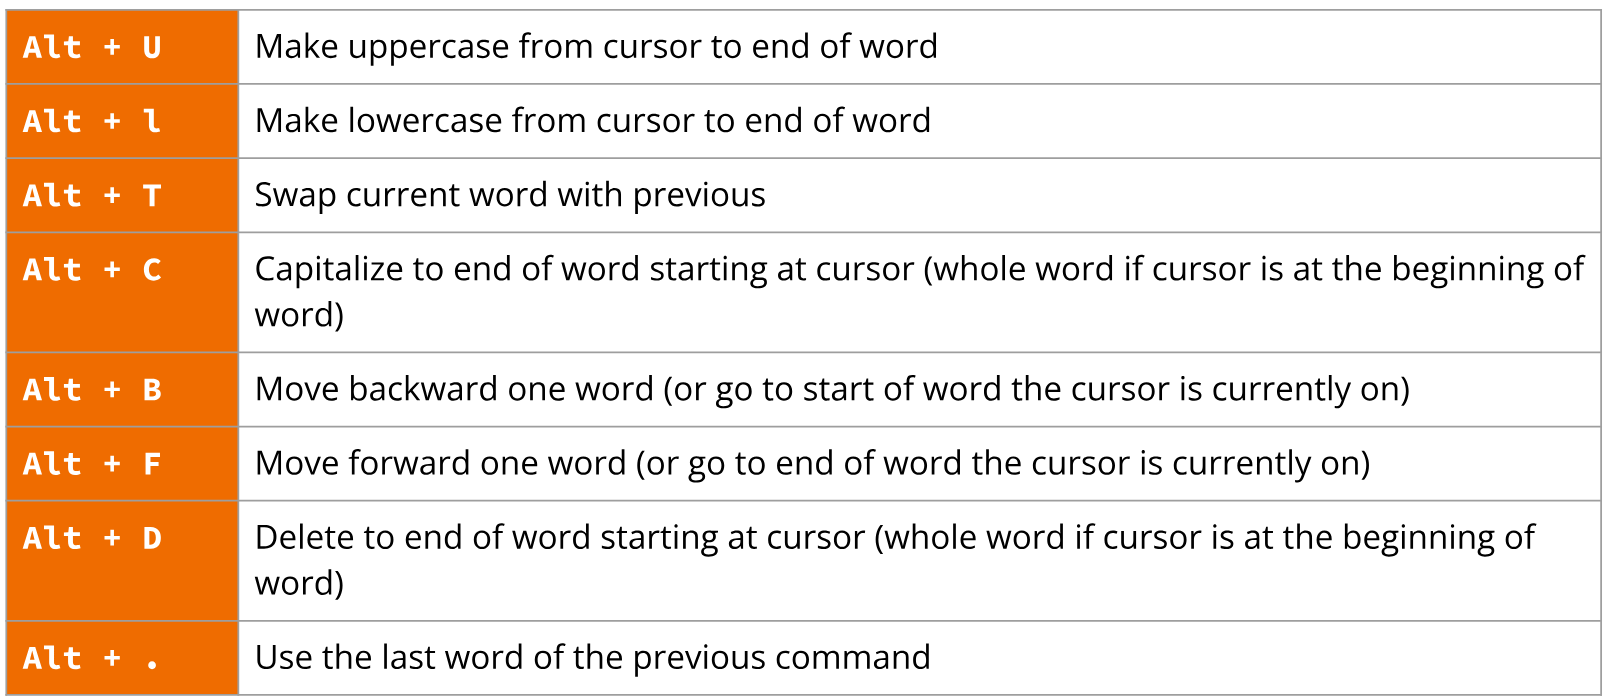 Alt + U Make uppercase from cursor to end of word
Alt + l Make lowercase from cursor to end of word
Alt + T Swap current word with previous
Alt + C Capitalize to end of word starting at cursor (whole word if cursor is at the beginning of
word)
Alt + B Move backward one word (or go to start of word the cursor is currently on)
Alt + F Move forward one word (or go to end of word the cursor is currently on)
Alt + D Delete to end of word starting at cursor (whole word if cursor is at the beginning of
word)
Alt + . Use the last word of the previous command